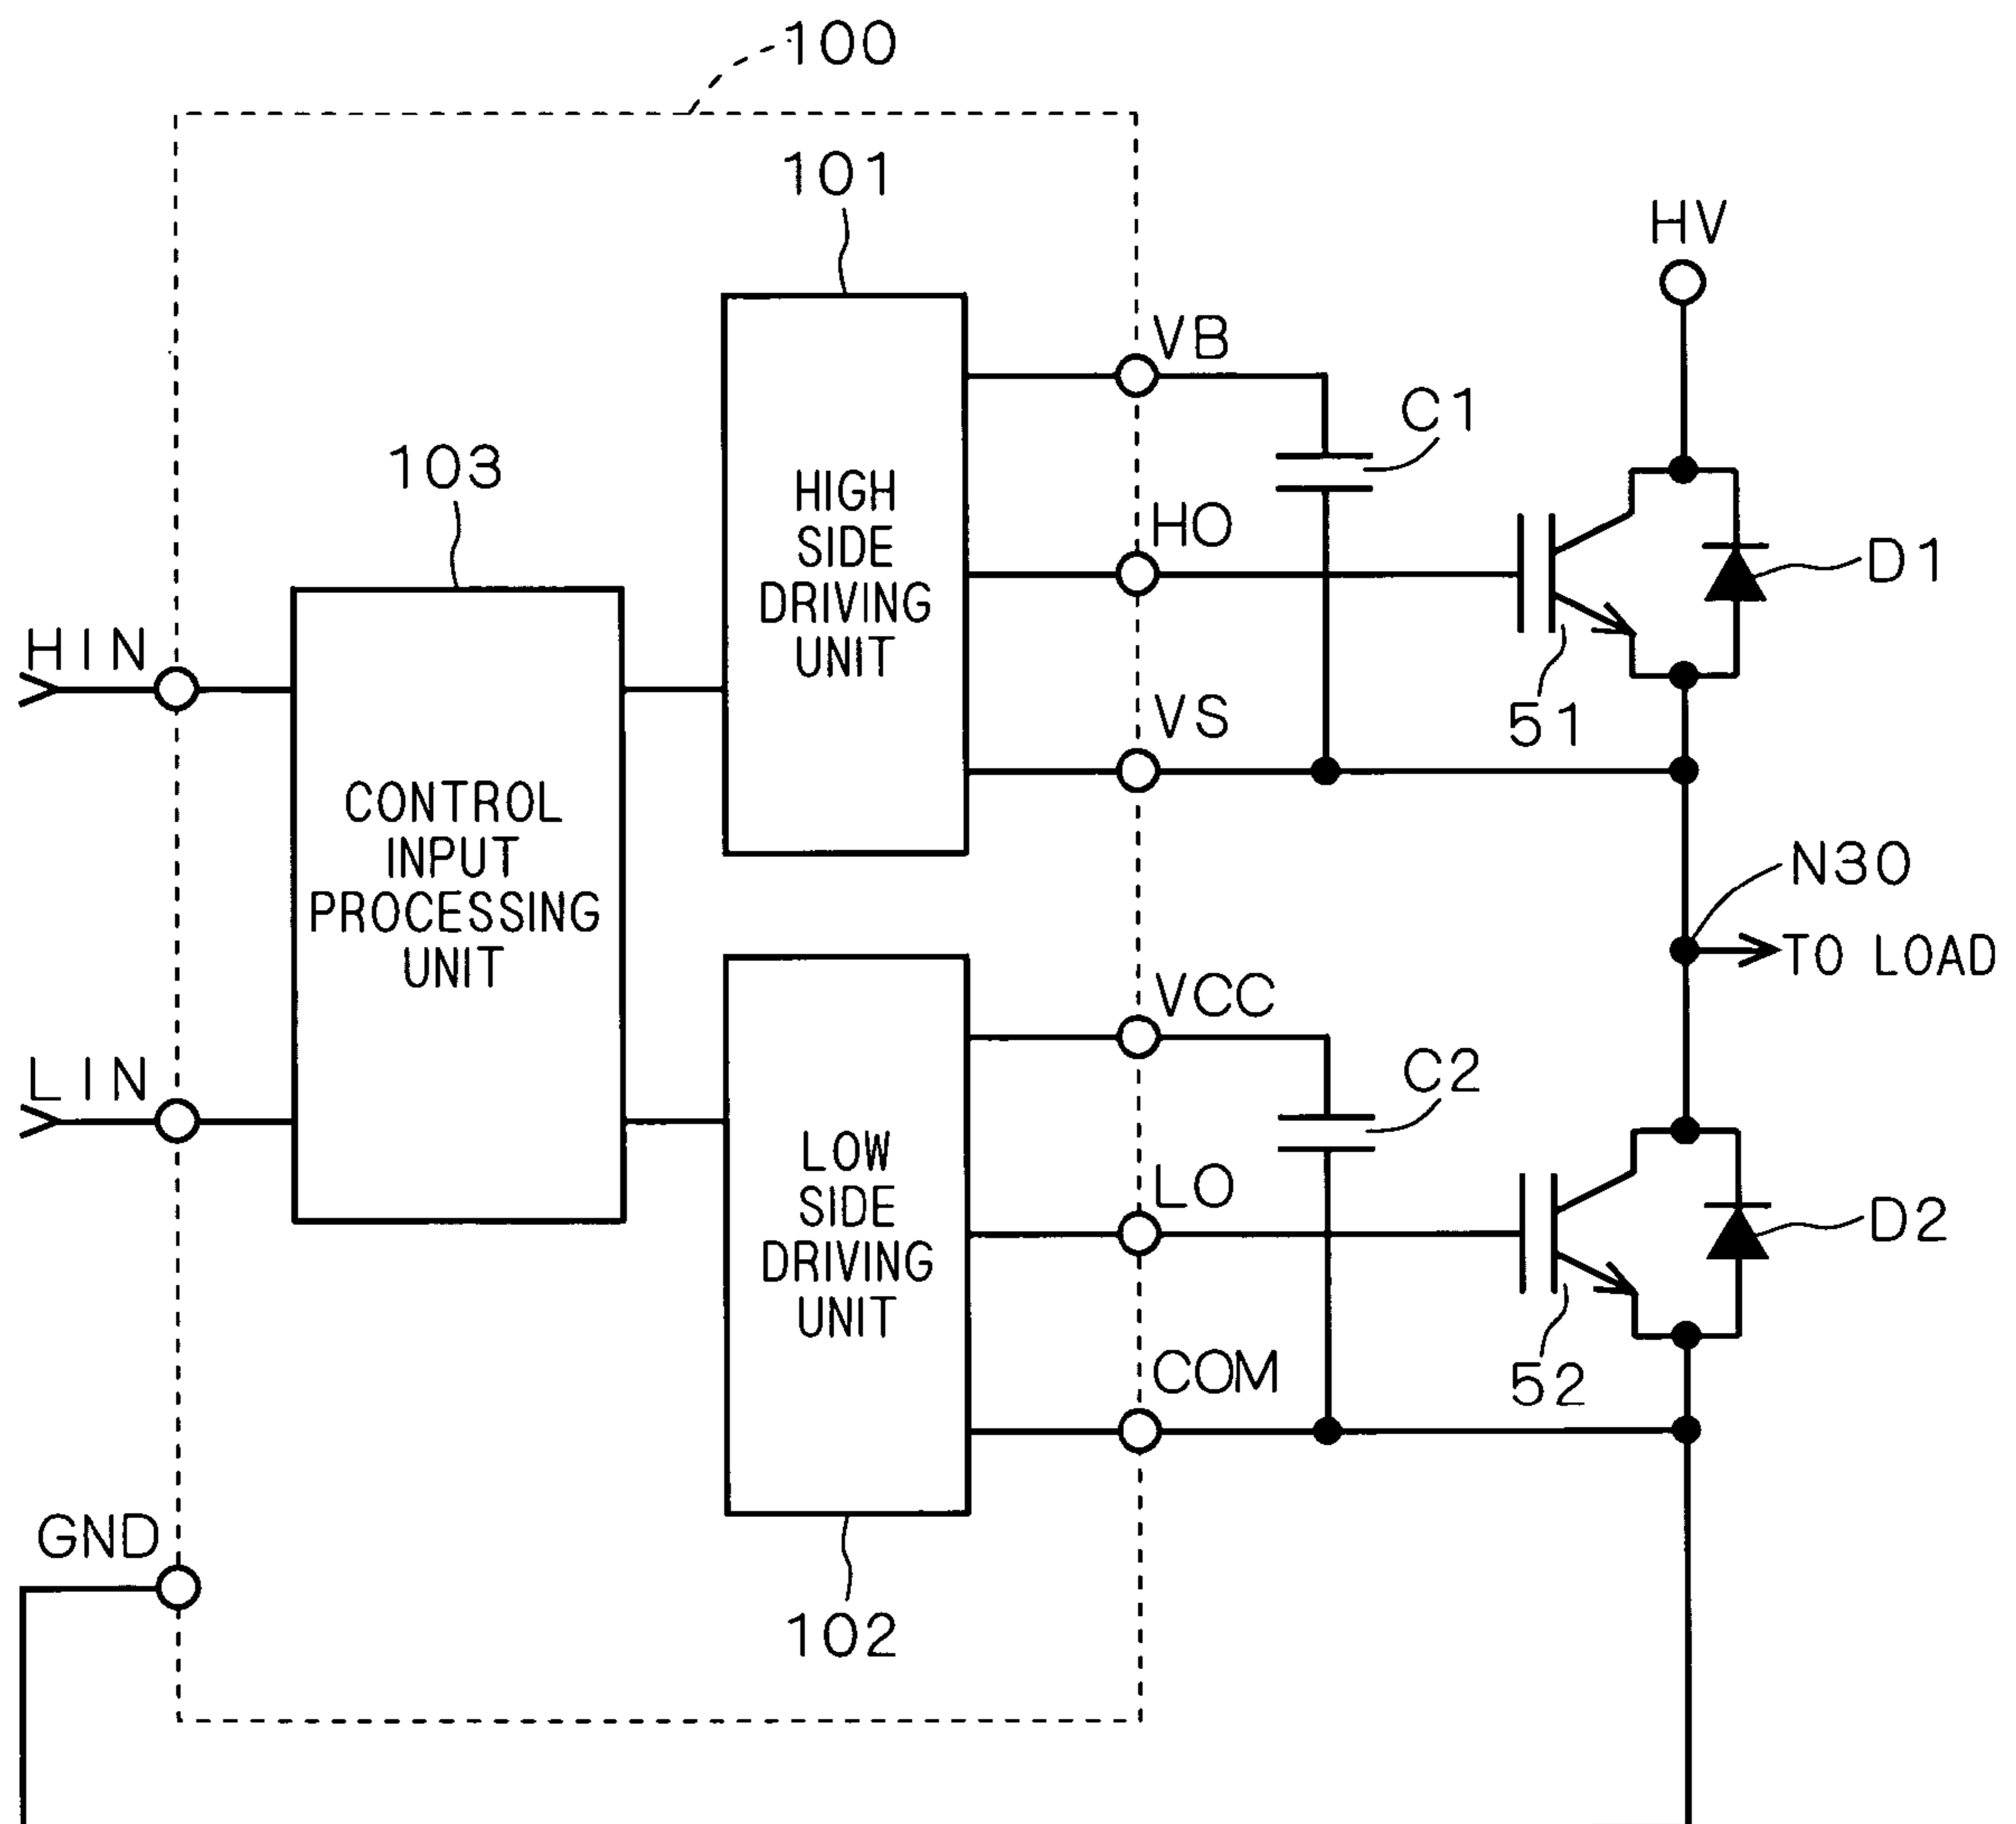 100
101
HV
VB
C1
103
HIGH
SIDE
DRIVING
UNIT
HO
D1
HIN
51
VS
CONTROL
INPUT
PROCESSING
UNIT
N30
TO LOAD
VCC
C2
LIN
LOW
SIDE
DRIVING
UNIT
LO
D2
COM
52
GND
102